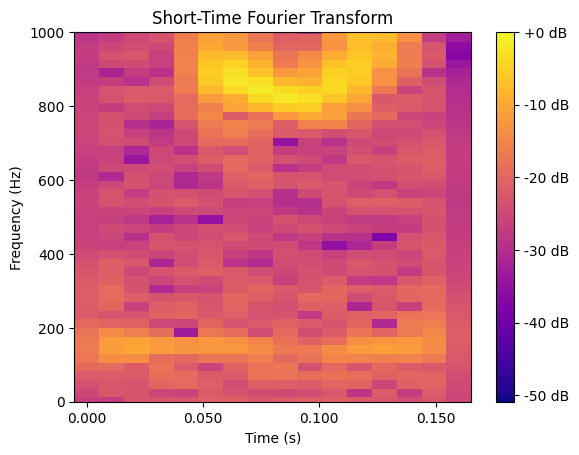 Short-Time Fourier Transform
Frequency (Hz)
1000
800
600
400
200
0
0.000
0.050
0.100
0.150
Time (s)
+0 dB
-10 dB
-20 dB
-30 dB
-40 dB
-50 dB